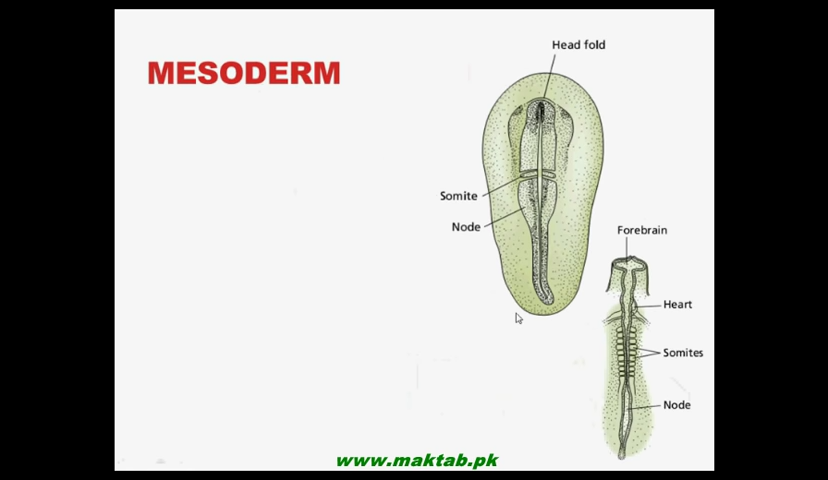 MESODERM
Head fold
Somite
Node
Forebrain
Heart
Somites
Node
www.maktab.pk